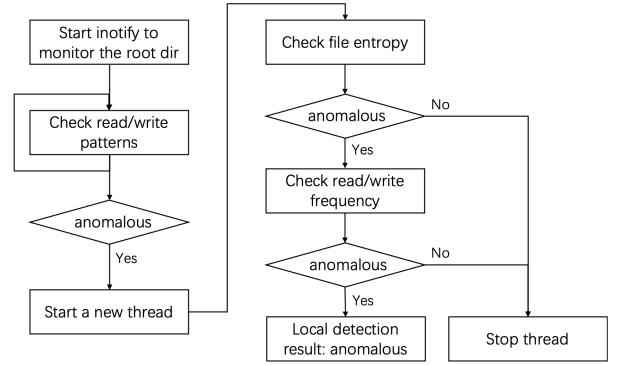 Start inotify to
monitor the root dir
Check read/write
patterns
anomalous
Yes
Start a new thread
Check file entropy
anomalous
No
Yes
Check read/write
frequency
anomalous
No
Yes
Local detection
result: anomalous
Stop thread